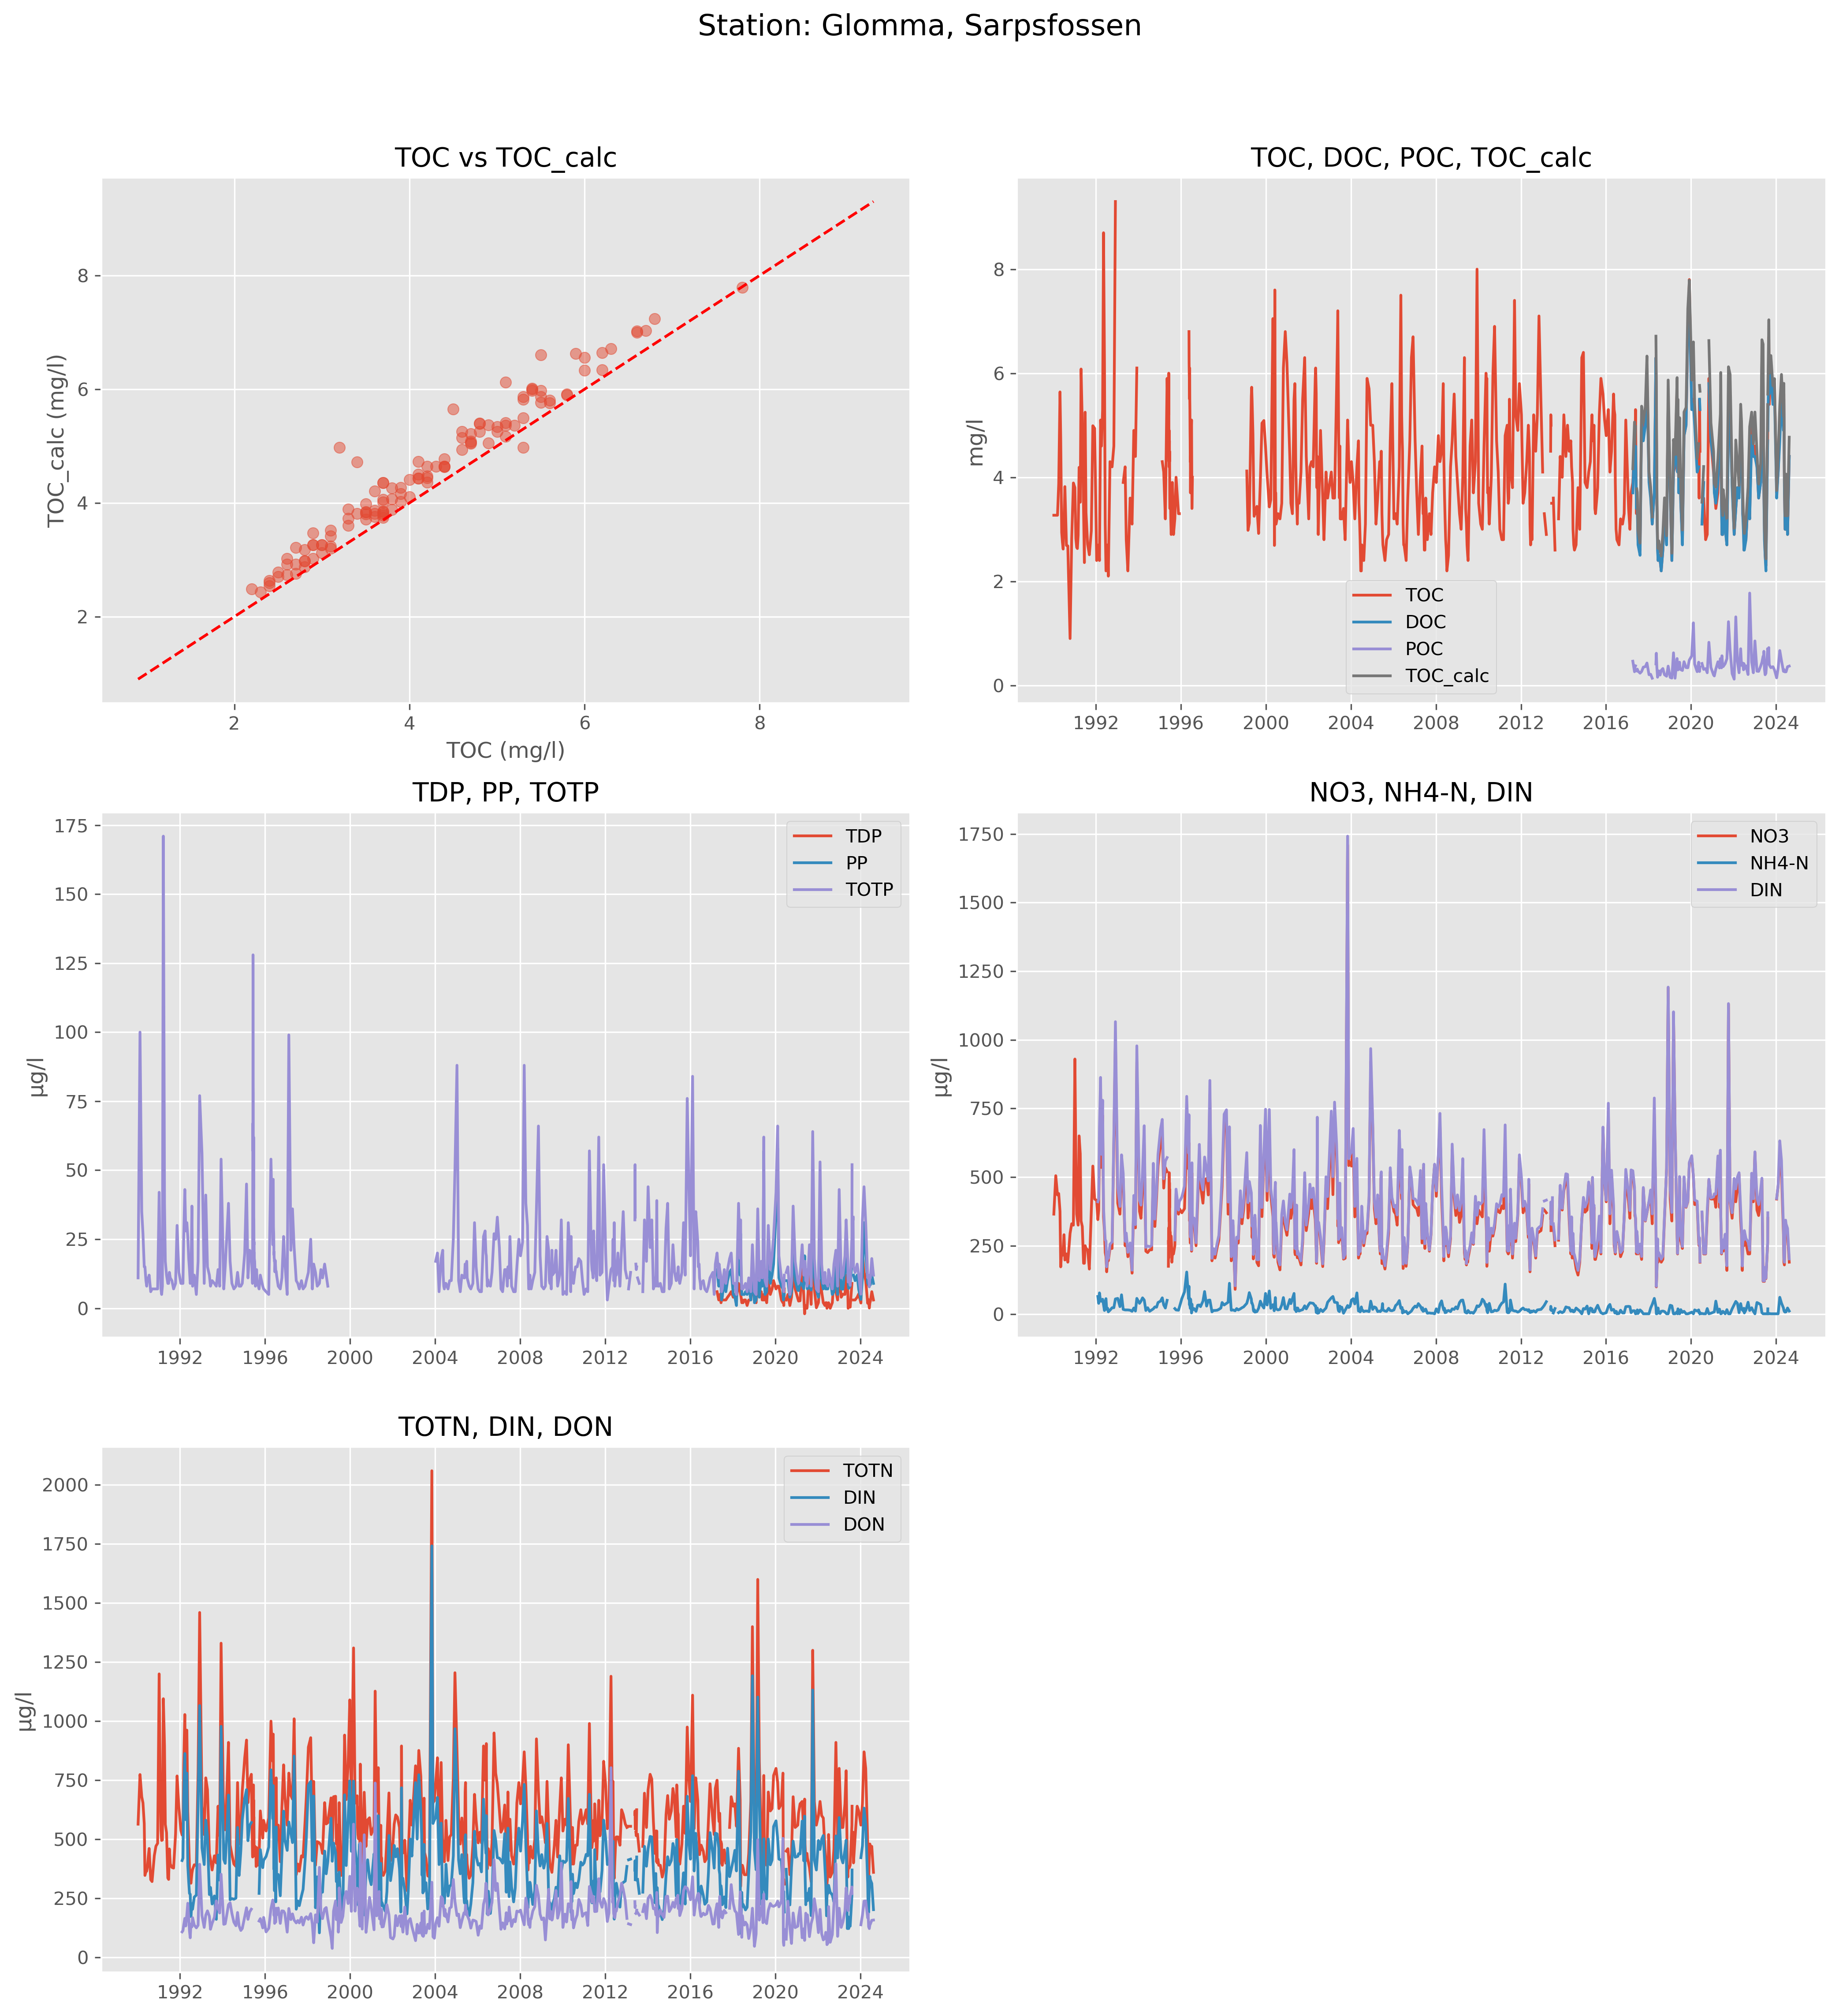 Station: Glomma, Sarpsfossen
TOC vs TOC_calc
TOC_calc (mg/l)
8
6
4
2
2 4 6 8
TOC (mg/l)
TOC, DOC, POC, TOC_calc
mg/l
8
6
4
2
0
TOC
DOC
POC
TOC_calc
1992 1996 2000 2004 2008 2012 2016 2020 2024
TDP, PP, TOTP
µg/l
175
150
125
100
75
50
25
0
TDP
PP
TOTP
1992 1996 2000 2004 2008 2012 2016 2020 2024
NO3, NH4-N, DIN
µg/l
1750
1500
1250
1000
750
500
250
0
NO3
NH4-N
DIN
1992 1996 2000 2004 2008 2012 2016 2020 2024
TOTN, DIN, DON
µg/l
2000
1750
1500
1250
1000
750
500
250
0
TOTN
DIN
DON
1992 1996 2000 2004 2008 2012 2016 2020 2024